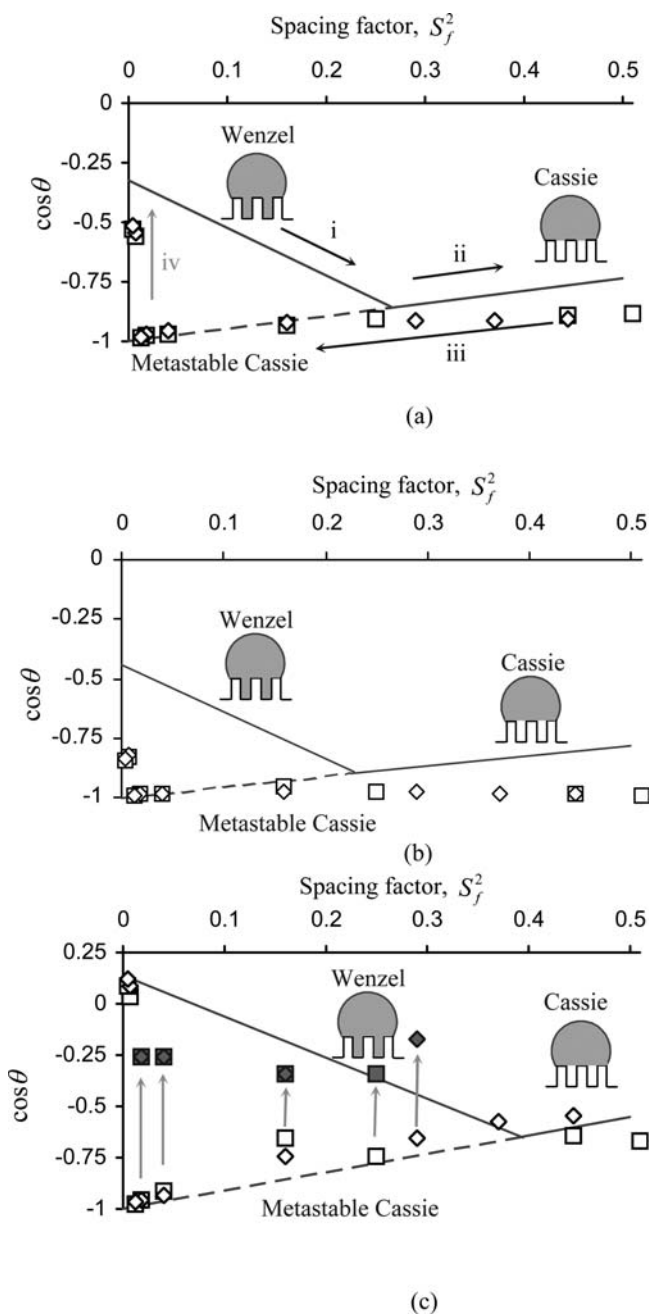 Spacing factor, S_f^2
0 0.1 0.2 0.3 0.4 0.5
0
-0.25
-0.5
-0.75
-1
cosθ
Wenzel
Cassie
i
ii
iii
iv
Metastable Cassie
(a)
Spacing factor, S_f^2
0 0.1 0.2 0.3 0.4 0.5
0
-0.25
-0.5
-0.75
-1
cosθ
Wenzel
Cassie
Metastable Cassie
(b)
Spacing factor, S_f^2
0 0.1 0.2 0.3 0.4 0.5
0.25
0
-0.25
-0.5
-0.75
-1
cosθ
Wenzel
Cassie
Metastable Cassie
(c)